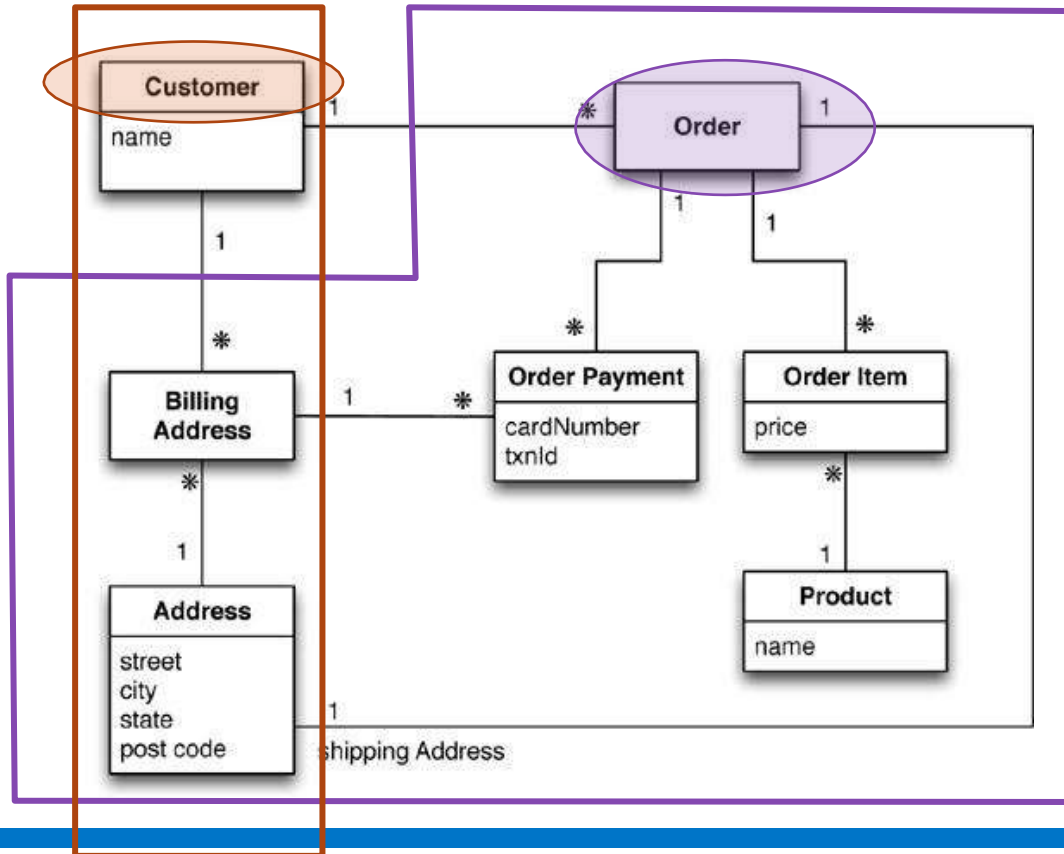 Customer
name
1
*
Order
1
1
1
1
*
*
*
Billing
Address
1
*
Order Payment
cardNumber
txnId
Order Item
price
*
*
1
1
Address
street
city
state
post code
Product
name
1
shipping Address